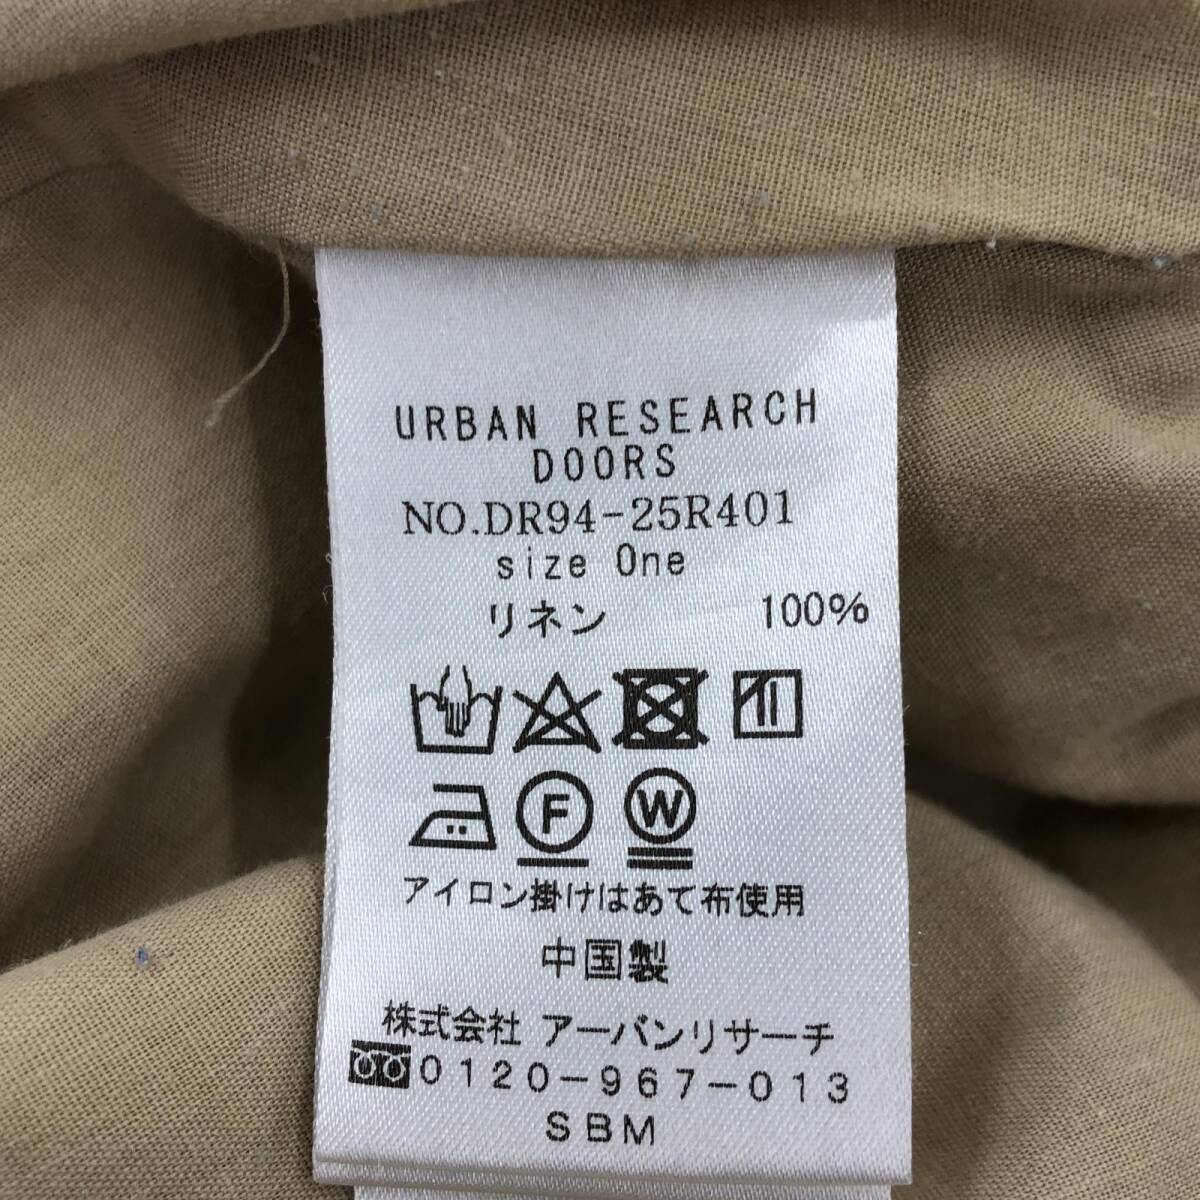 URBAN RESEARCH
DOORS
NO.DR94-25R401
size One
リネン 100%
F W
アイロン掛けはあて布使用
中国製
株式会社 アーバンリサーチ
0120-967-013
SBM